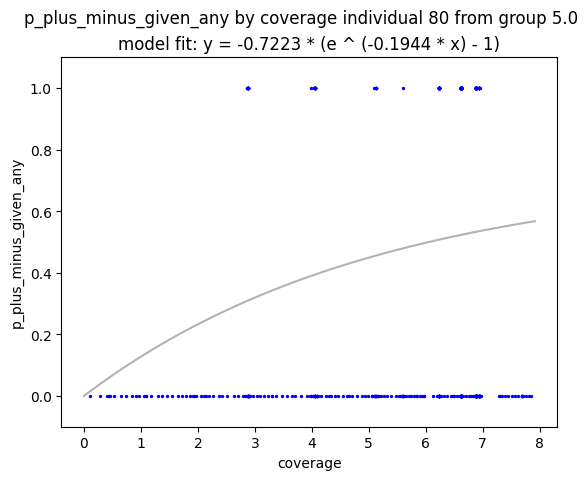 p_plus_minus_given_any by coverage individual 80 from group 5.0
model fit: y = -0.7223 * (e ^ (-0.1944 * x) - 1)
1.0
0.8
0.6
0.4
0.2
0.0
p_plus_minus_given_any
0 1 2 3 4 5 6 7 8
coverage